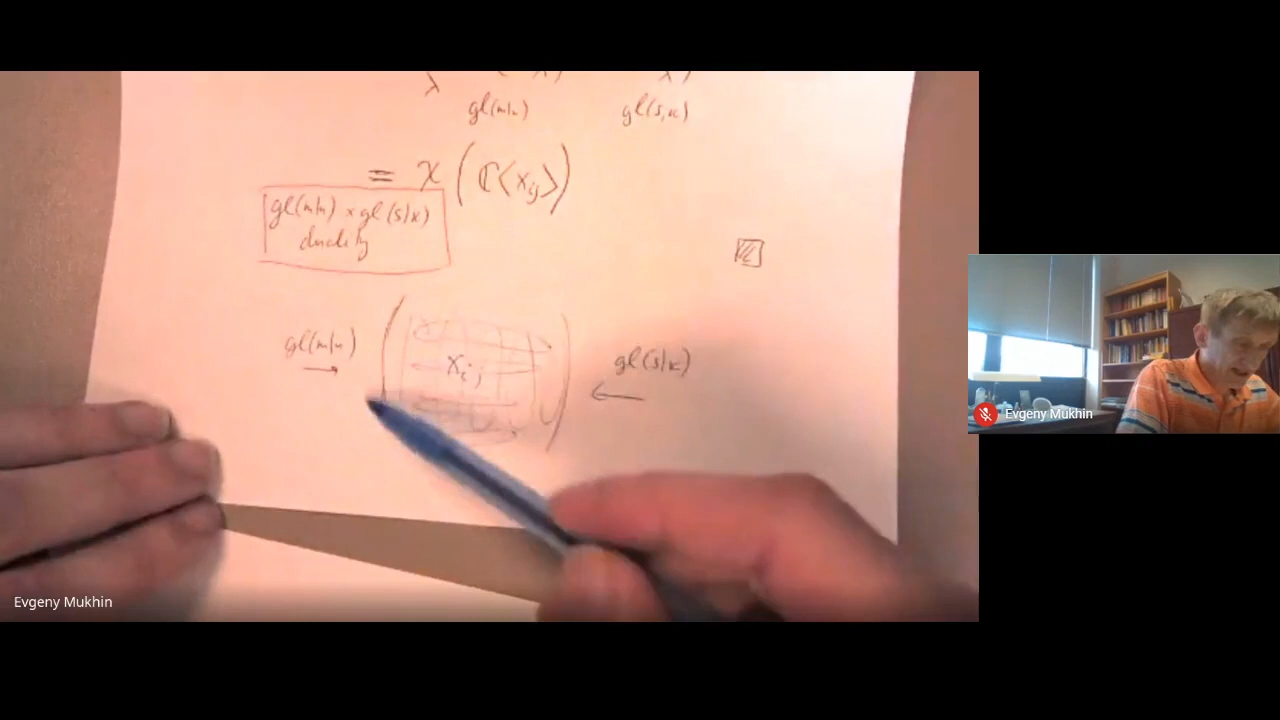 λ
gl(m|n) gl(s|k)
= χ (ℂ⟨x_ij⟩)
gl(m|n) × gl(s|k)
duality
gl(m|n) → ( x_ij ) gl(s|k) ←
Evgeny Mukhin
Evgeny Mukhin